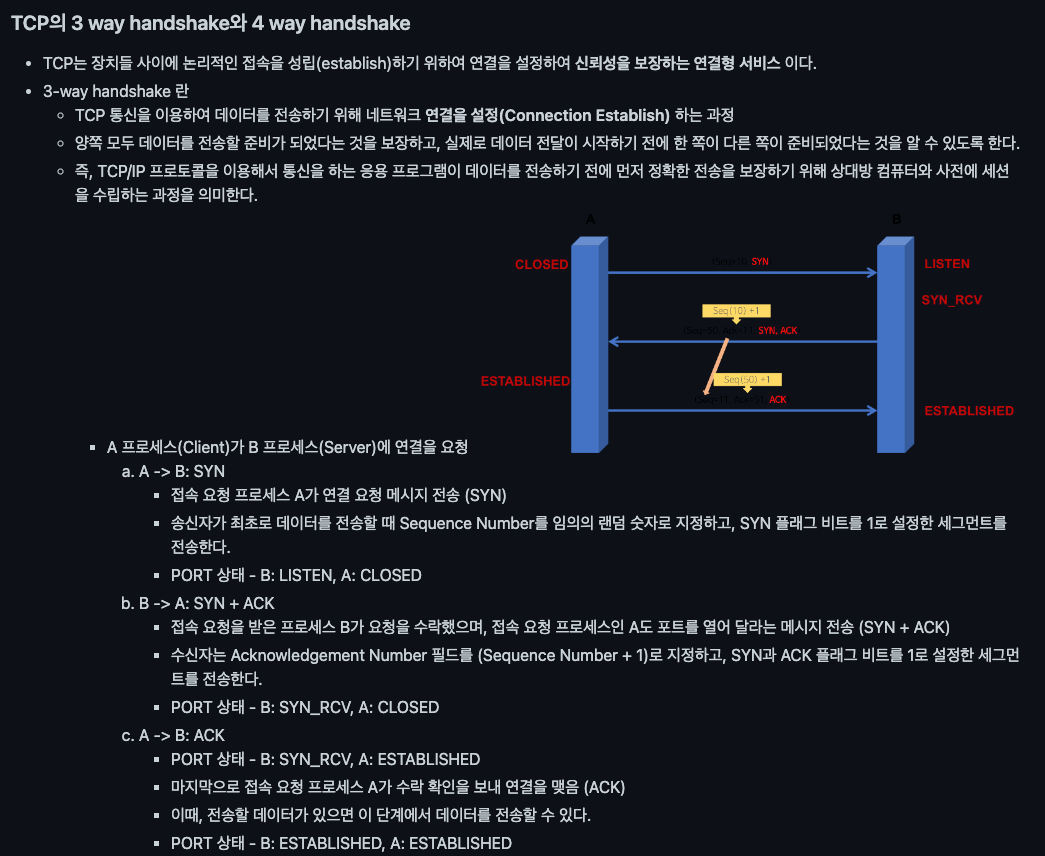 TCP의 3 way handshake와 4 way handshake
TCP는 장치들 사이에 논리적인 접속을 성립(establish)하기 위하여 연결을 설정하여 신뢰성을 보장하는 연결형 서비스 이다.
3-way handshake 란
TCP 통신을 이용하여 데이터를 전송하기 위해 네트워크 연결을 설정(Connection Establish) 하는 과정
양쪽 모두 데이터를 전송할 준비가 되었다는 것을 보장하고, 실제로 데이터 전달이 시작하기 전에 한 쪽이 다른 쪽이 준비되었다는 것을 알 수 있도록 한다.
즉, TCP/IP 프로토콜을 이용해서 통신을 하는 응용 프로그램이 데이터를 전송하기 전에 먼저 정확한 전송을 보장하기 위해 상대방 컴퓨터와 사전에 세션
을 수립하는 과정을 의미한다.
A B
CLOSED (Seq=10, SYN) LISTEN
SYN_RCV
Seq(10) +1
(Seq=50, Ack=11, SYN, ACK)
ESTABLISHED Seq(50) +1
(Seq=11, Ack=51, ACK) ESTABLISHED
A 프로세스(Client)가 B 프로세스(Server)에 연결을 요청
a. A -> B: SYN
접속 요청 프로세스 A가 연결 요청 메시지 전송 (SYN)
송신자가 최초로 데이터를 전송할 때 Sequence Number를 임의의 랜덤 숫자로 지정하고, SYN 플래그 비트를 1로 설정한 세그먼트를
전송한다.
PORT 상태 - B: LISTEN, A: CLOSED
b. B -> A: SYN + ACK
접속 요청을 받은 프로세스 B가 요청을 수락했으며, 접속 요청 프로세스인 A도 포트를 열어 달라는 메시지 전송 (SYN + ACK)
수신자는 Acknowledgement Number 필드를 (Sequence Number + 1)로 지정하고, SYN과 ACK 플래그 비트를 1로 설정한 세그먼
트를 전송한다.
PORT 상태 - B: SYN_RCV, A: CLOSED
c. A -> B: ACK
PORT 상태 - B: SYN_RCV, A: ESTABLISHED
마지막으로 접속 요청 프로세스 A가 수락 확인을 보내 연결을 맺음 (ACK)
이때, 전송할 데이터가 있으면 이 단계에서 데이터를 전송할 수 있다.
PORT 상태 - B: ESTABLISHED, A: ESTABLISHED